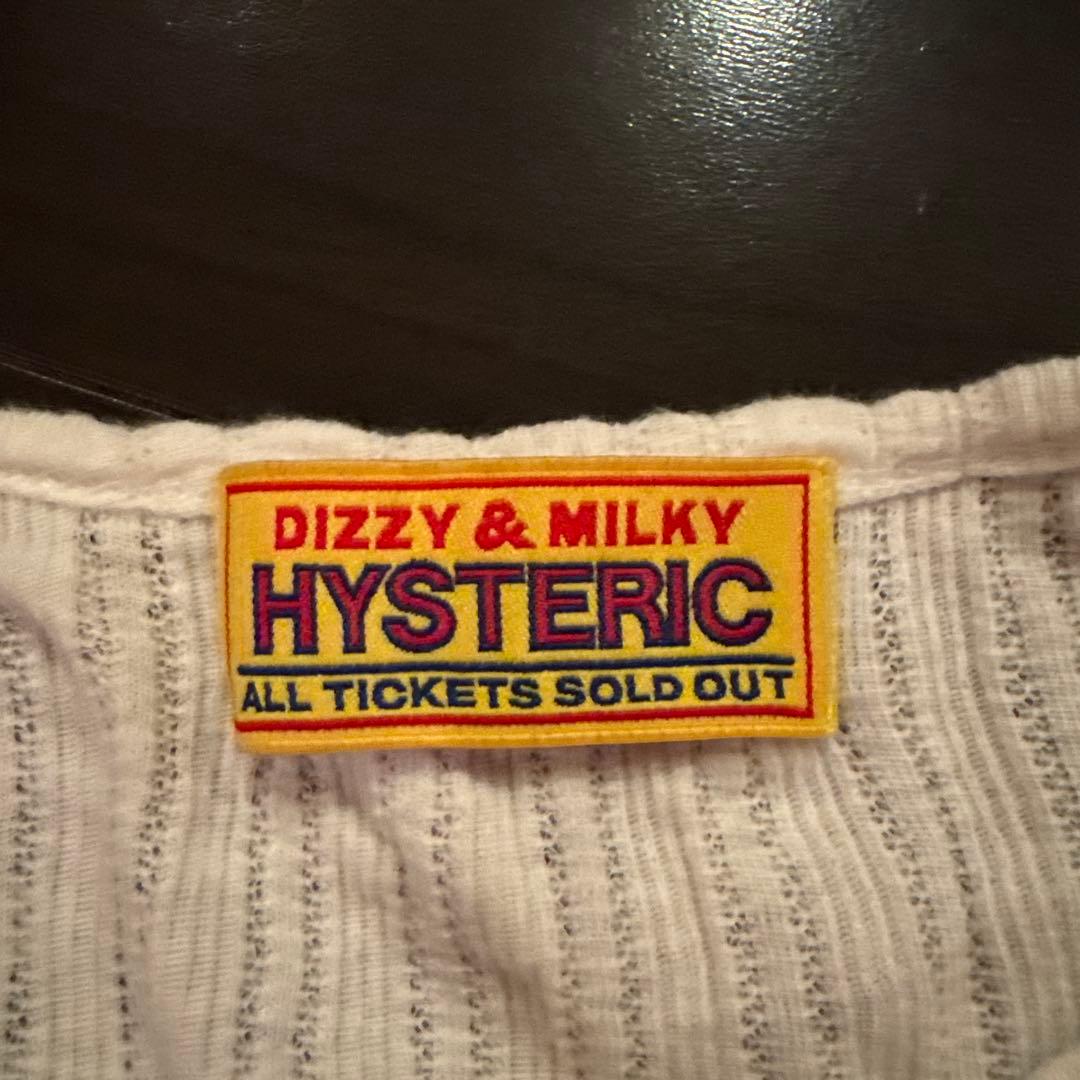 DIZZY & MILKY
HYSTERIC
ALL TICKETS SOLD OUT